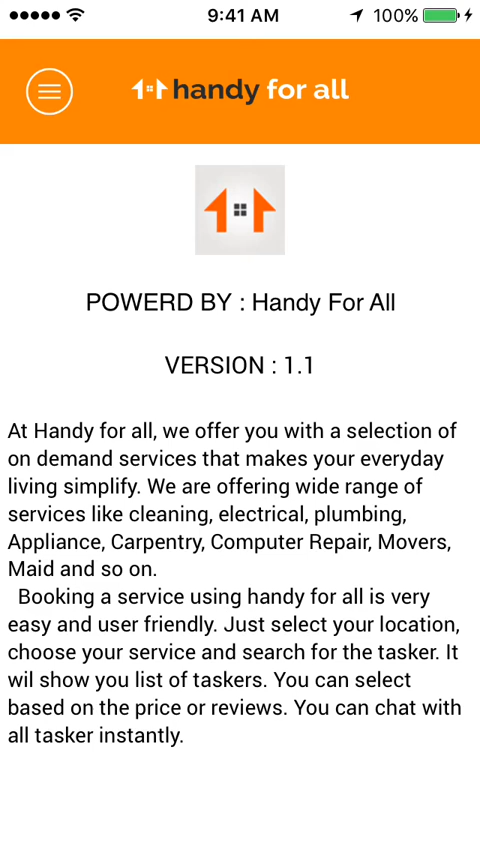 9:41 AM 100%
handy for all
POWERD BY : Handy For All
VERSION : 1.1
At Handy for all, we offer you with a selection of
on demand services that makes your everyday
living simplify. We are offering wide range of
services like cleaning, electrical, plumbing,
Appliance, Carpentry, Computer Repair, Movers,
Maid and so on.
Booking a service using handy for all is very
easy and user friendly. Just select your location,
choose your service and search for the tasker. It
wil show you list of taskers. You can select
based on the price or reviews. You can chat with
all tasker instantly.